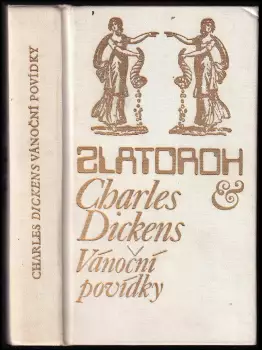 CHARLES DICKENS VÁNOČNÍ POVÍDKY
ZLATOROH
&
Charles
Dickens
Vánoční
povídky